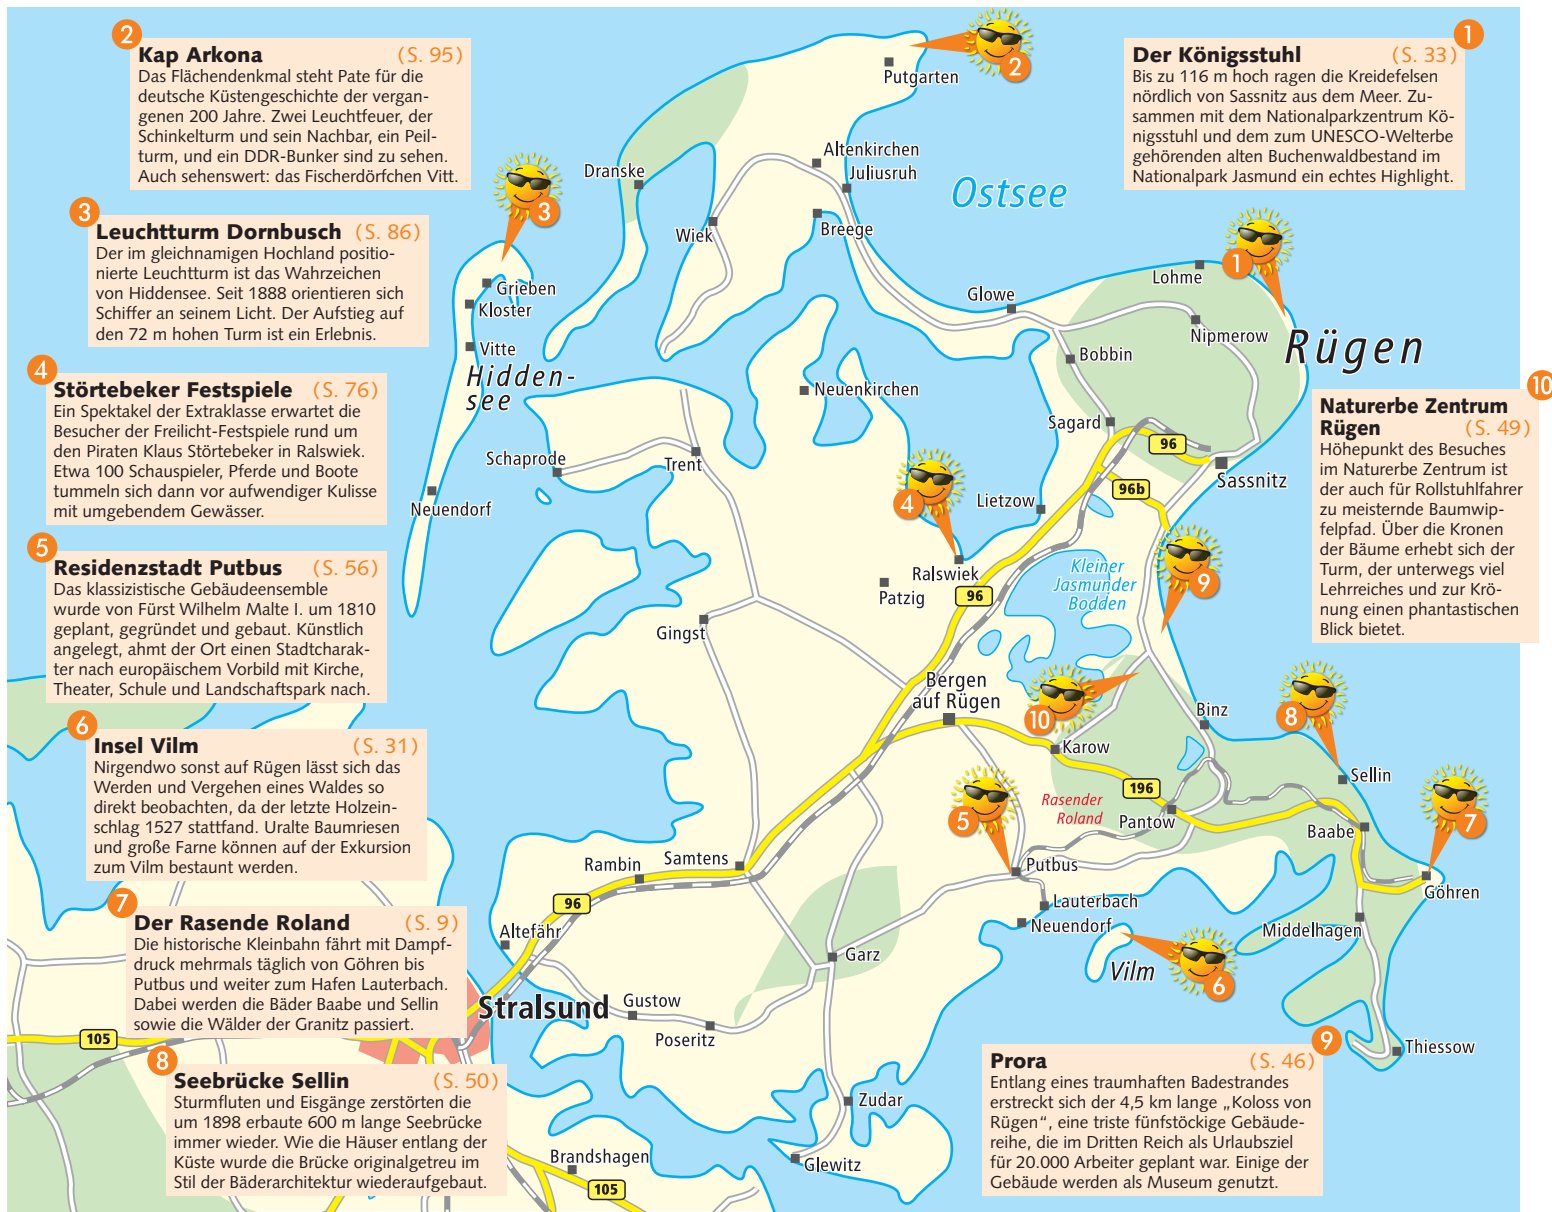 2
Kap Arkona (S. 95)
Das Flächendenkmal steht Pate für die
deutsche Küstengeschichte der vergan-
genen 200 Jahre. Zwei Leuchtfeuer, der
Schinkelturm und sein Nachbar, ein Peil-
turm, und ein DDR-Bunker sind zu sehen.
Auch sehenswert: das Fischerdörfchen Vitt.
3
Leuchtturm Dornbusch (S. 86)
Der im gleichnamigen Hochland positio-
nierte Leuchtturm ist das Wahrzeichen
von Hiddensee. Seit 1888 orientieren sich
Schiffer an seinem Licht. Der Aufstieg auf
den 72 m hohen Turm ist ein Erlebnis.
4
Störtebeker Festspiele (S. 76)
Ein Spektakel der Extraklasse erwartet die
Besucher der Freilicht-Festspiele rund um
den Piraten Klaus Störtebeker in Ralswiek.
Etwa 100 Schauspieler, Pferde und Boote
tummeln sich dann vor aufwendiger Kulisse
mit umgebendem Gewässer.
5
Residenzstadt Putbus (S. 56)
Das klassizistische Gebäudeensemble
wurde von Fürst Wilhelm Malte I. um 1810
geplant, gegründet und gebaut. Künstlich
angelegt, ahmt der Ort einen Stadtcharak-
ter nach europäischem Vorbild mit Kirche,
Theater, Schule und Landschaftspark nach.
6
Insel Vilm (S. 31)
Nirgendwo sonst auf Rügen lässt sich das
Werden und Vergehen eines Waldes so
direkt beobachten, da der letzte Holzein-
schlag 1527 stattfand. Uralte Baumriesen
und große Farne können auf der Exkursion
zum Vilm bestaunt werden.
7
Der Rasende Roland (S. 9)
Die historische Kleinbahn fährt mit Dampf-
druck mehrmals täglich von Göhren bis
Putbus und weiter zum Hafen Lauterbach.
Dabei werden die Bäder Baabe und Sellin
sowie die Wälder der Granitz passiert.
8
Seebrücke Sellin (S. 50)
Sturmfluten und Eisgänge zerstörten die
um 1898 erbaute 600 m lange Seebrücke
immer wieder. Wie die Häuser entlang der
Küste wurde die Brücke originalgetreu im
Stil der Bäderarchitektur wiederaufgebaut.
1
Der Königsstuhl (S. 33)
Bis zu 116 m hoch ragen die Kreidefelsen
nördlich von Sassnitz aus dem Meer. Zu-
sammen mit dem Nationalparkzentrum Kö-
nigsstuhl und dem zum UNESCO-Welterbe
gehörenden alten Buchenwaldbestand im
Nationalpark Jasmund ein echtes Highlight.
10
Naturerbe Zentrum
Rügen (S. 49)
Höhepunkt des Besuches
im Naturerbe Zentrum ist
der auch für Rollstuhlfahrer
zu meisternde Baumwip-
felpfad. Über die Kronen
der Bäume erhebt sich der
Turm, der unterwegs viel
Lehrreiches und zur Krö-
nung einen phantastischen
Blick bietet.
9
Prora (S. 46)
Entlang eines traumhaften Badestrandes
erstreckt sich der 4,5 km lange „Koloss von
Rügen“, eine triste fünfstöckige Gebäude-
reihe, die im Dritten Reich als Urlaubsziel
für 20.000 Arbeiter geplant war. Einige der
Gebäude werden als Museum genutzt.
2
Putgarten
Altenkirchen
Juliusruh
Dranske
3
Ostsee
Wiek
Breege
1
Lohme
Grieben
Kloster
Glowe
Nipmerow
Rügen
Vitte
Bobbin
Hidden-
see
Neuenkirchen
Sagard
96
Schaprode
Trent
Sassnitz
96b
4
Lietzow
Neuendorf
Ralswiek
Kleiner
Jasmunder
Bodden
9
96
Patzig
Gingst
Bergen
auf Rügen
10
8
Binz
Karow
Sellin
196
Rasender
Roland
5
Pantow
7
Baabe
Rambin
Samtens
Putbus
Göhren
96
Lauterbach
Neuendorf
Middelhagen
Altefähr
Garz
Vilm
6
Stralsund
Gustow
Poseritz
105
Thiessow
Zudar
Glewitz
Brandshagen
105